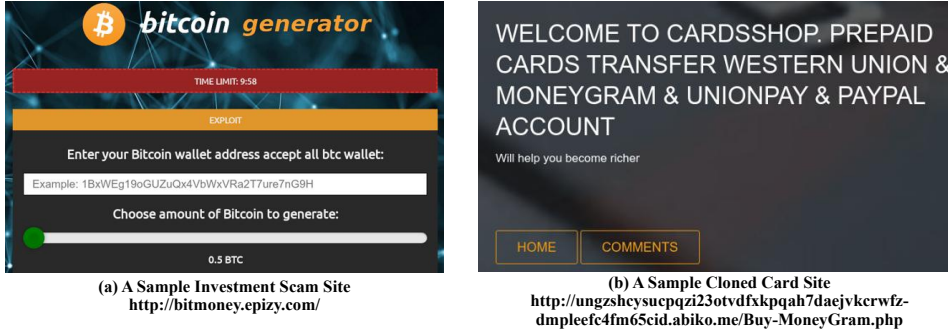 bitcoin generator
TIME LIMIT: 9:58
EXPLOIT
Enter your Bitcoin wallet address accept all btc wallet:
Example: 1BxWEg19oGUZuQx4VbWxVRa2T7ure7nG9H
Choose amount of Bitcoin to generate:
0.5 BTC
(a) A Sample Investment Scam Site
http://bitmoney.epizy.com/
WELCOME TO CARDSSHOP. PREPAID
CARDS TRANSFER WESTERN UNION &
MONEYGRAM & UNIONPAY & PAYPAL
ACCOUNT
Will help you become richer
HOME COMMENTS
(b) A Sample Cloned Card Site
http://ungzshcysucpqzi23otvdfxkpqah7daejvkcrwfz-
dmpleefc4fm65cid.abiko.me/Buy-MoneyGram.php